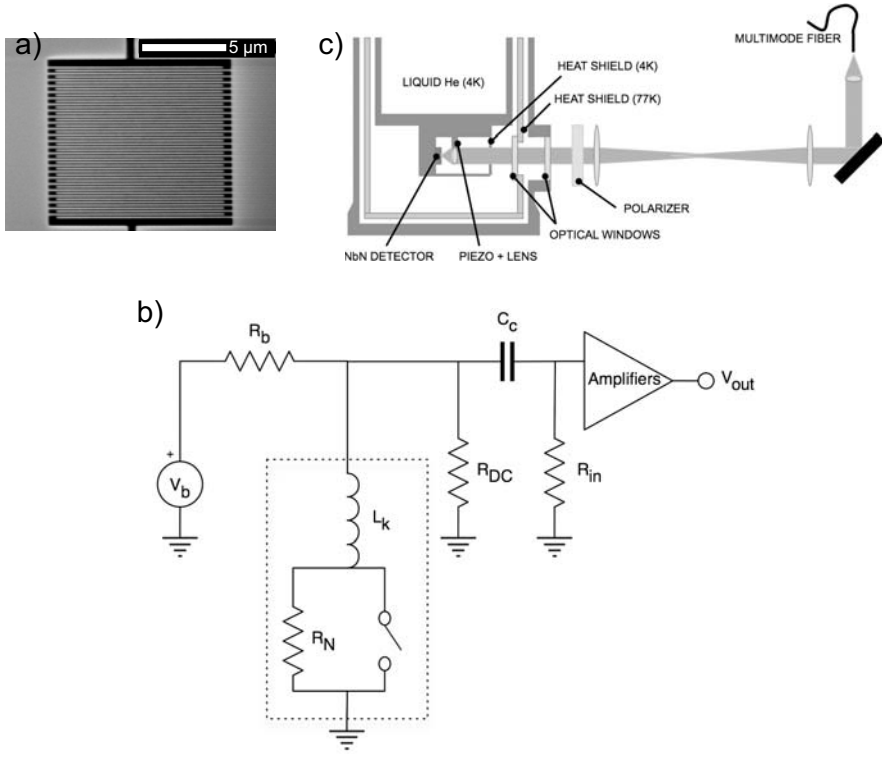 a)
5 μm
c)
MULTIMODE FIBER
HEAT SHIELD (4K)
LIQUID He (4K)
HEAT SHIELD (77K)
POLARIZER
OPTICAL WINDOWS
NbN DETECTOR
PIEZO + LENS
b)
R_b
C_c
Amplifiers
V_out
+
V_b
R_DC
R_in
L_k
R_N